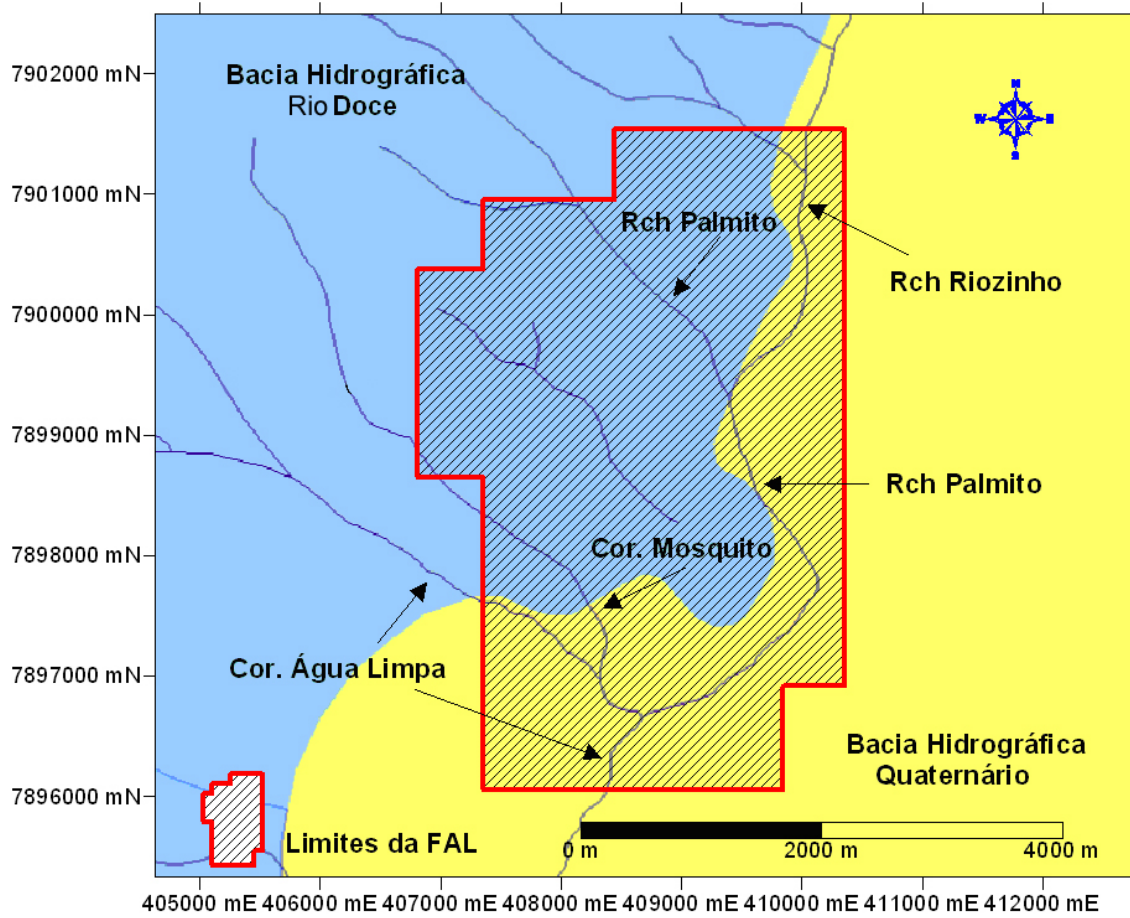 7902000 mN
Bacia Hidrográfica
Rio Doce
N
W
E
S
7901000 mN
Rch Palmito
Rch Riozinho
7900000 mN
7899000 mN
Rch Palmito
7898000 mN
Cor. Mosquito
7897000 mN
Cor. Água Limpa
Bacia Hidrográfica
Quaternário
7896000 mN
Limites da FAL
0 m
2000 m
4000 m
405000 mE
406000 mE
407000 mE
408000 mE
409000 mE
410000 mE
411000 mE
412000 mE